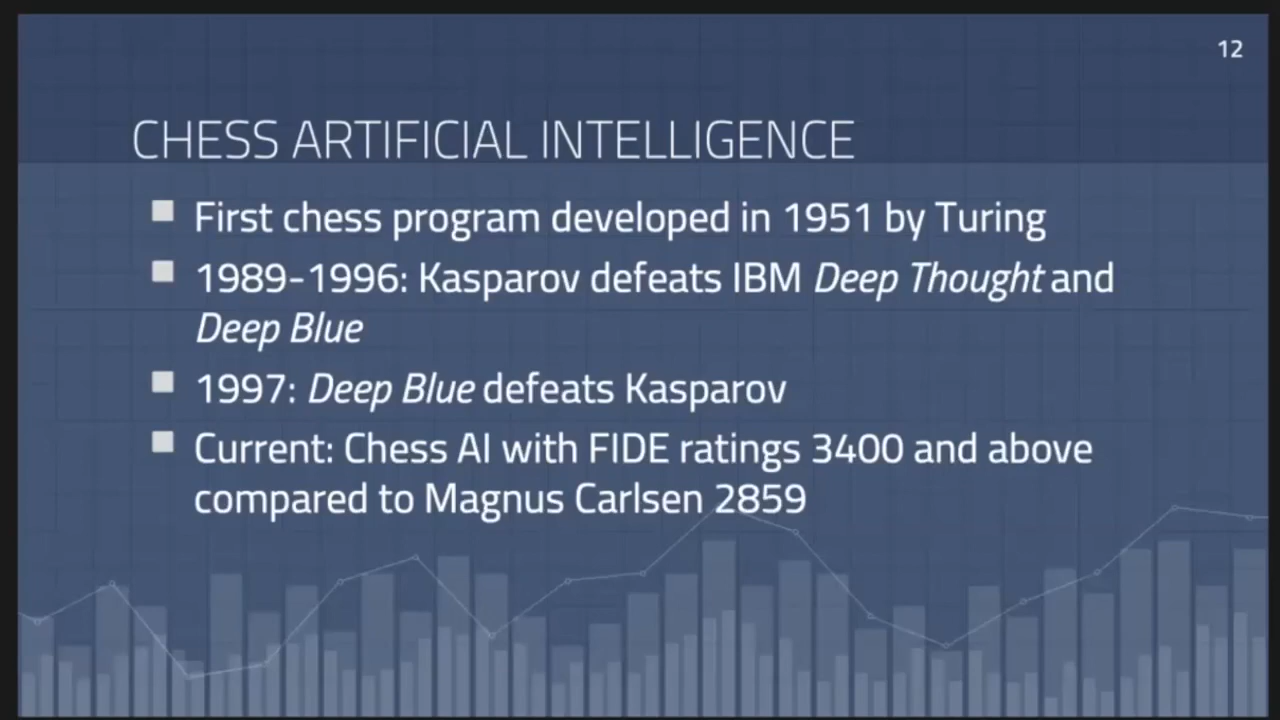 12
CHESS ARTIFICIAL INTELLIGENCE
First chess program developed in 1951 by Turing
1989-1996: Kasparov defeats IBM Deep Thought and
Deep Blue
1997: Deep Blue defeats Kasparov
Current: Chess AI with FIDE ratings 3400 and above
compared to Magnus Carlsen 2859